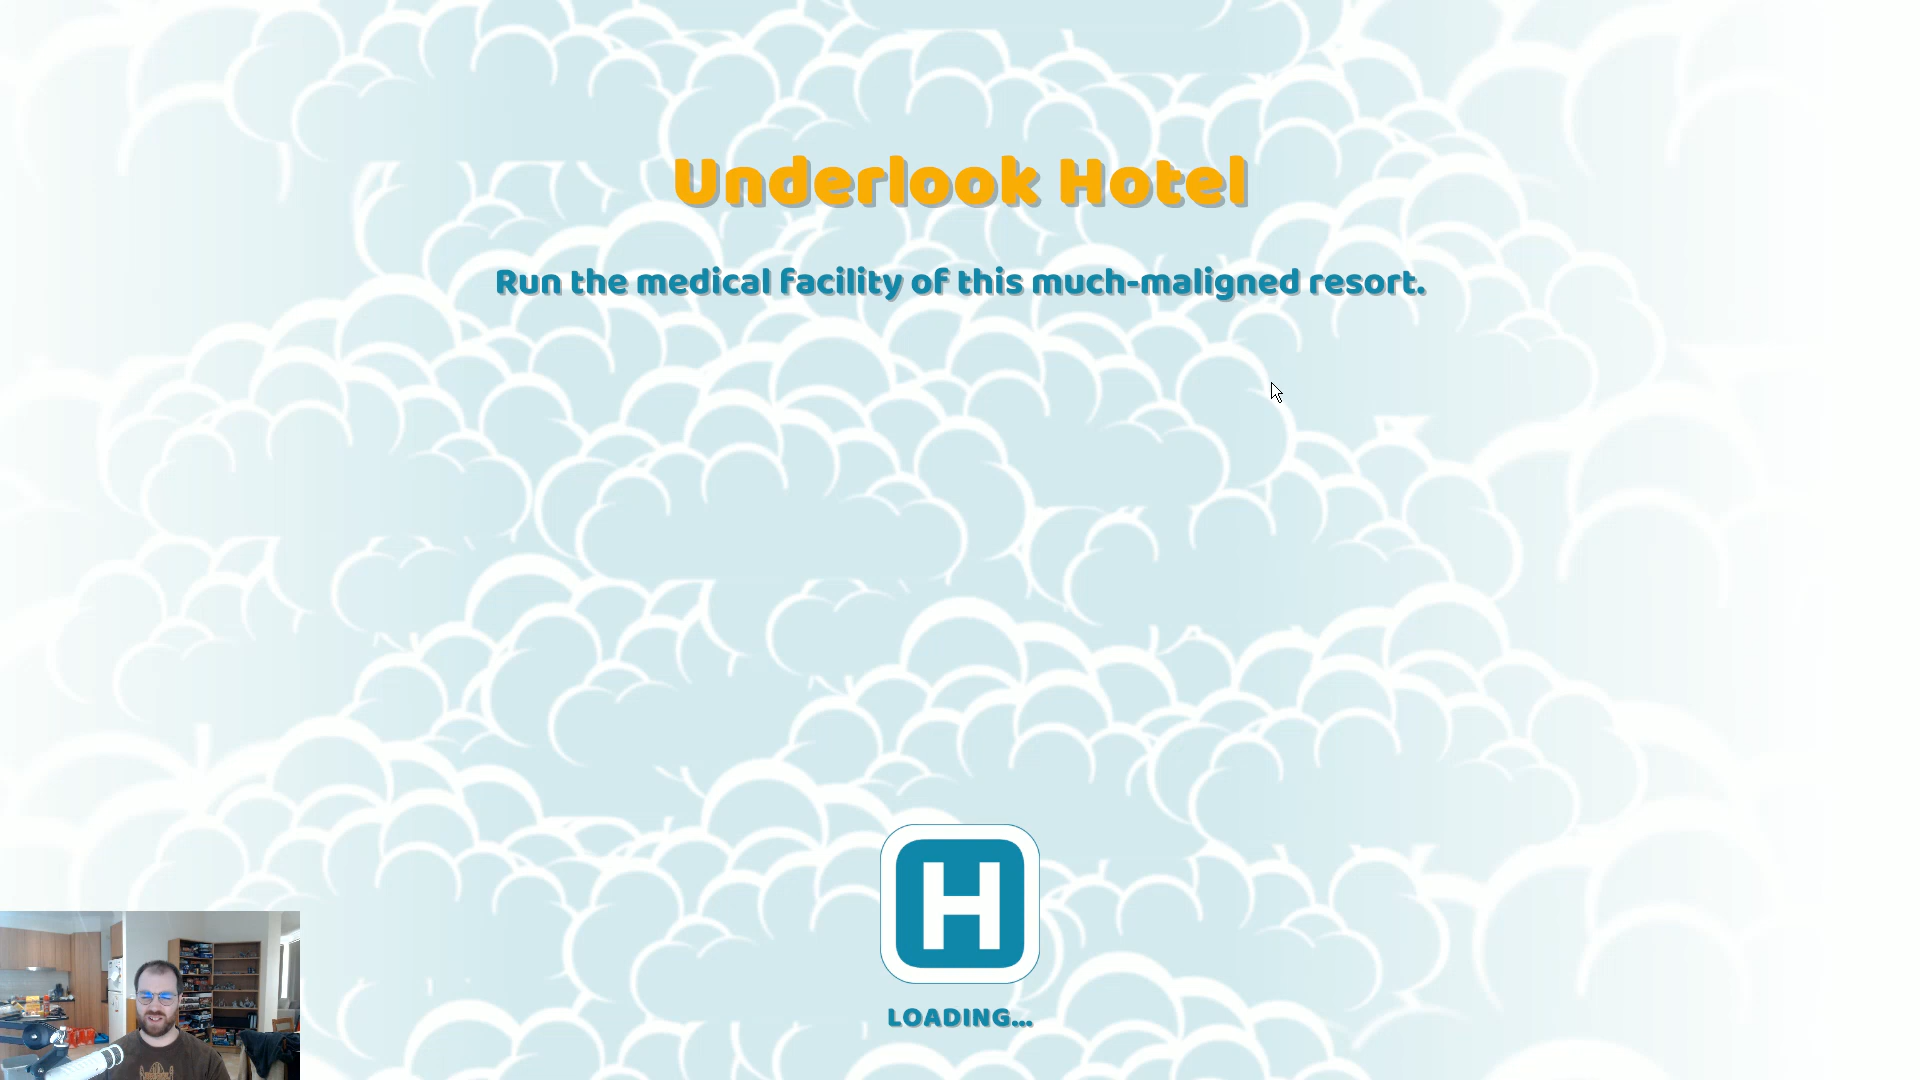 Underlook Hotel
Run the medical facility of this much-maligned resort.
H
LOADING...